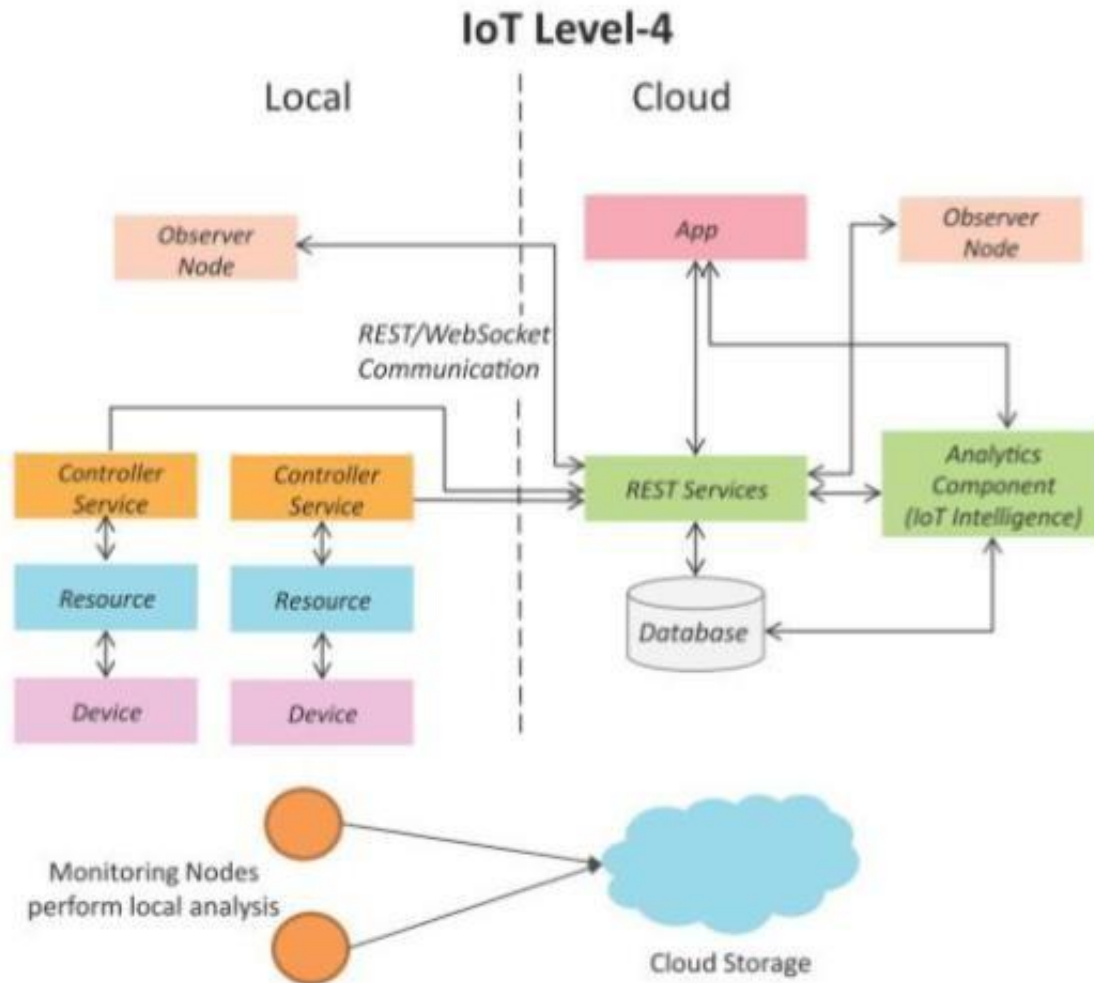 IoT Level-4
Local
Cloud
Observer
Node
App
Observer
Node
REST/WebSocket
Communication
Controller
Service
Controller
Service
REST Services
Analytics
Component
(IoT Intelligence)
Resource
Resource
Database
Device
Device
Monitoring Nodes
perform local analysis
Cloud Storage